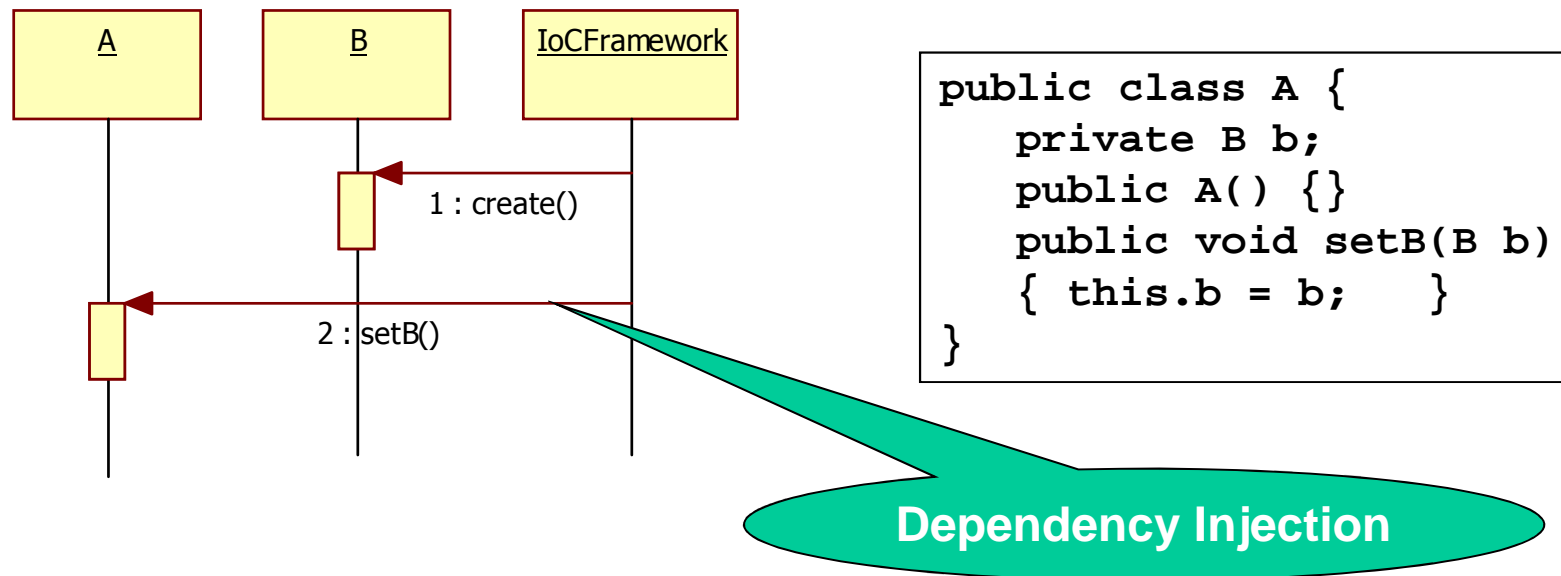 A
B
IoCFramework
1 : create()
2 : setB()
public class A {
private B b;
public A() {}
public void setB(B b)
{ this.b = b; }
}
Dependency Injection